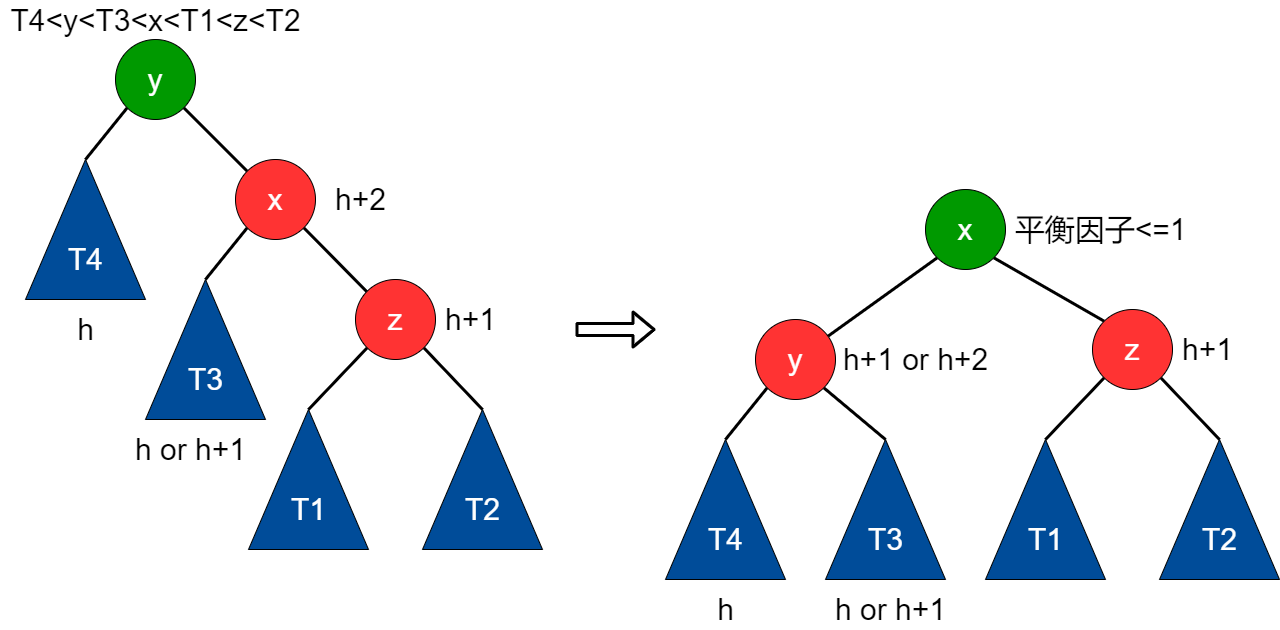 T4<y<T3<x<T1<z<T2
y
x
h+2
T4
z
h+1
h
T3
h or h+1
T1
T2
x
平衡因子<=1
y
h+1 or h+2
z
h+1
T4
T3
T1
T2
h
h or h+1